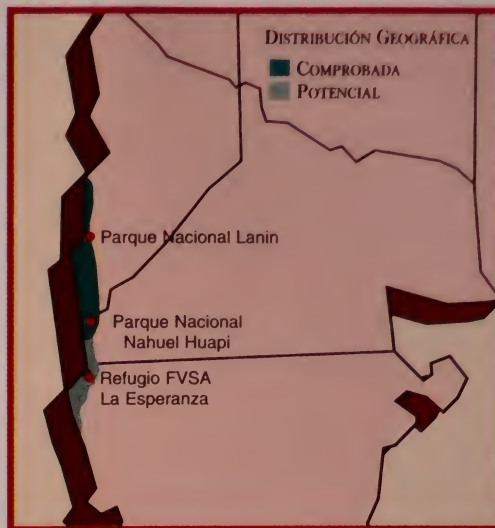 DISTRIBUCIÓN GEOGRÁFICA
COMPROBADA
POTENCIAL
Parque Nacional Lanin
Parque Nacional
Nahuel Huapi
Refugio FVSA
La Esperanza